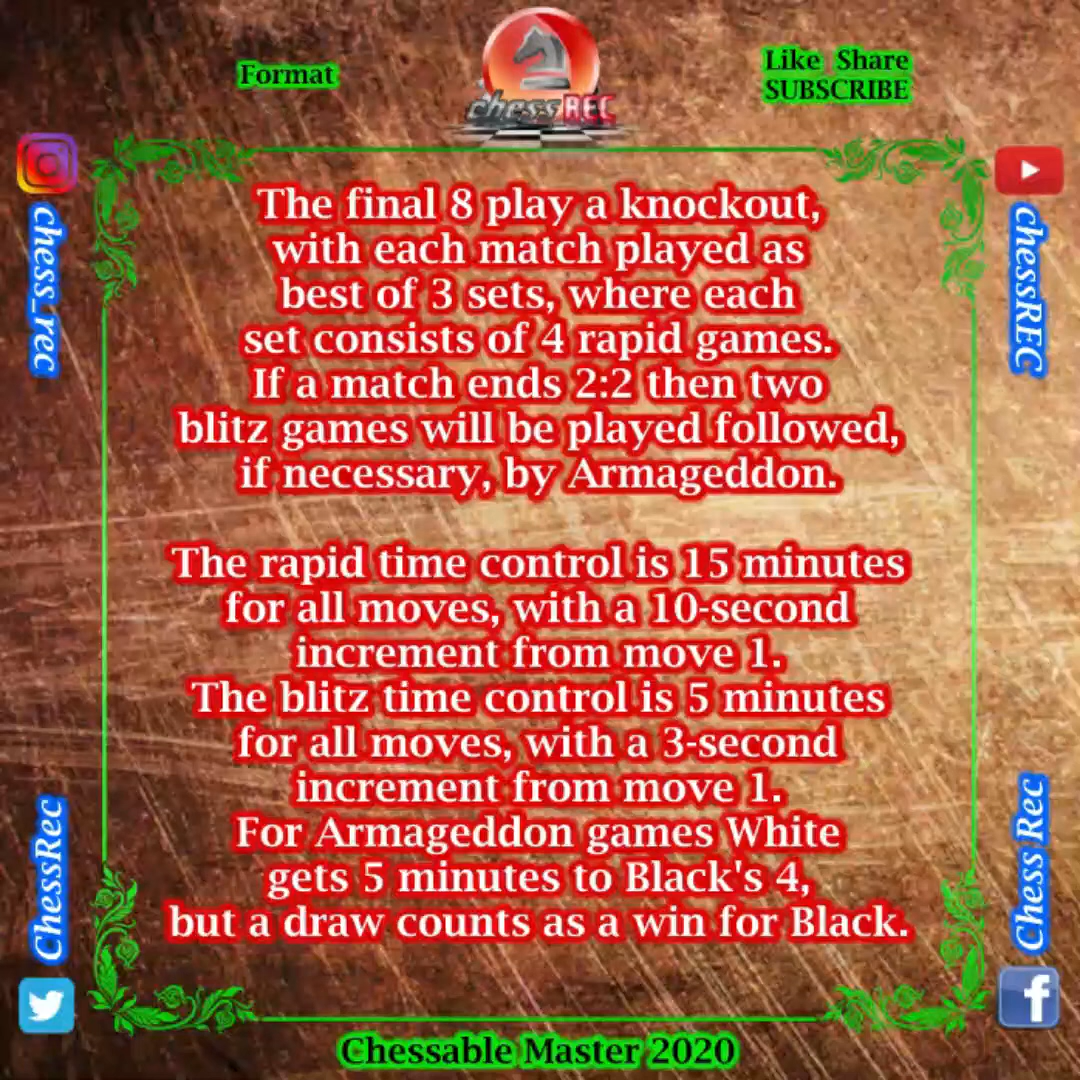 Format
chessREC
Like Share
SUBSCRIBE
chess_rec
chessREC
The final 8 play a knockout,
with each match played as
best of 3 sets, where each
set consists of 4 rapid games.
If a match ends 2:2 then two
blitz games will be played followed,
if necessary, by Armageddon.
The rapid time control is 15 minutes
for all moves, with a 10-second
increment from move 1.
The blitz time control is 5 minutes
for all moves, with a 3-second
increment from move 1.
For Armageddon games White
gets 5 minutes to Black's 4,
but a draw counts as a win for Black.
ChessRec
Chess Rec
Chessable Master 2020